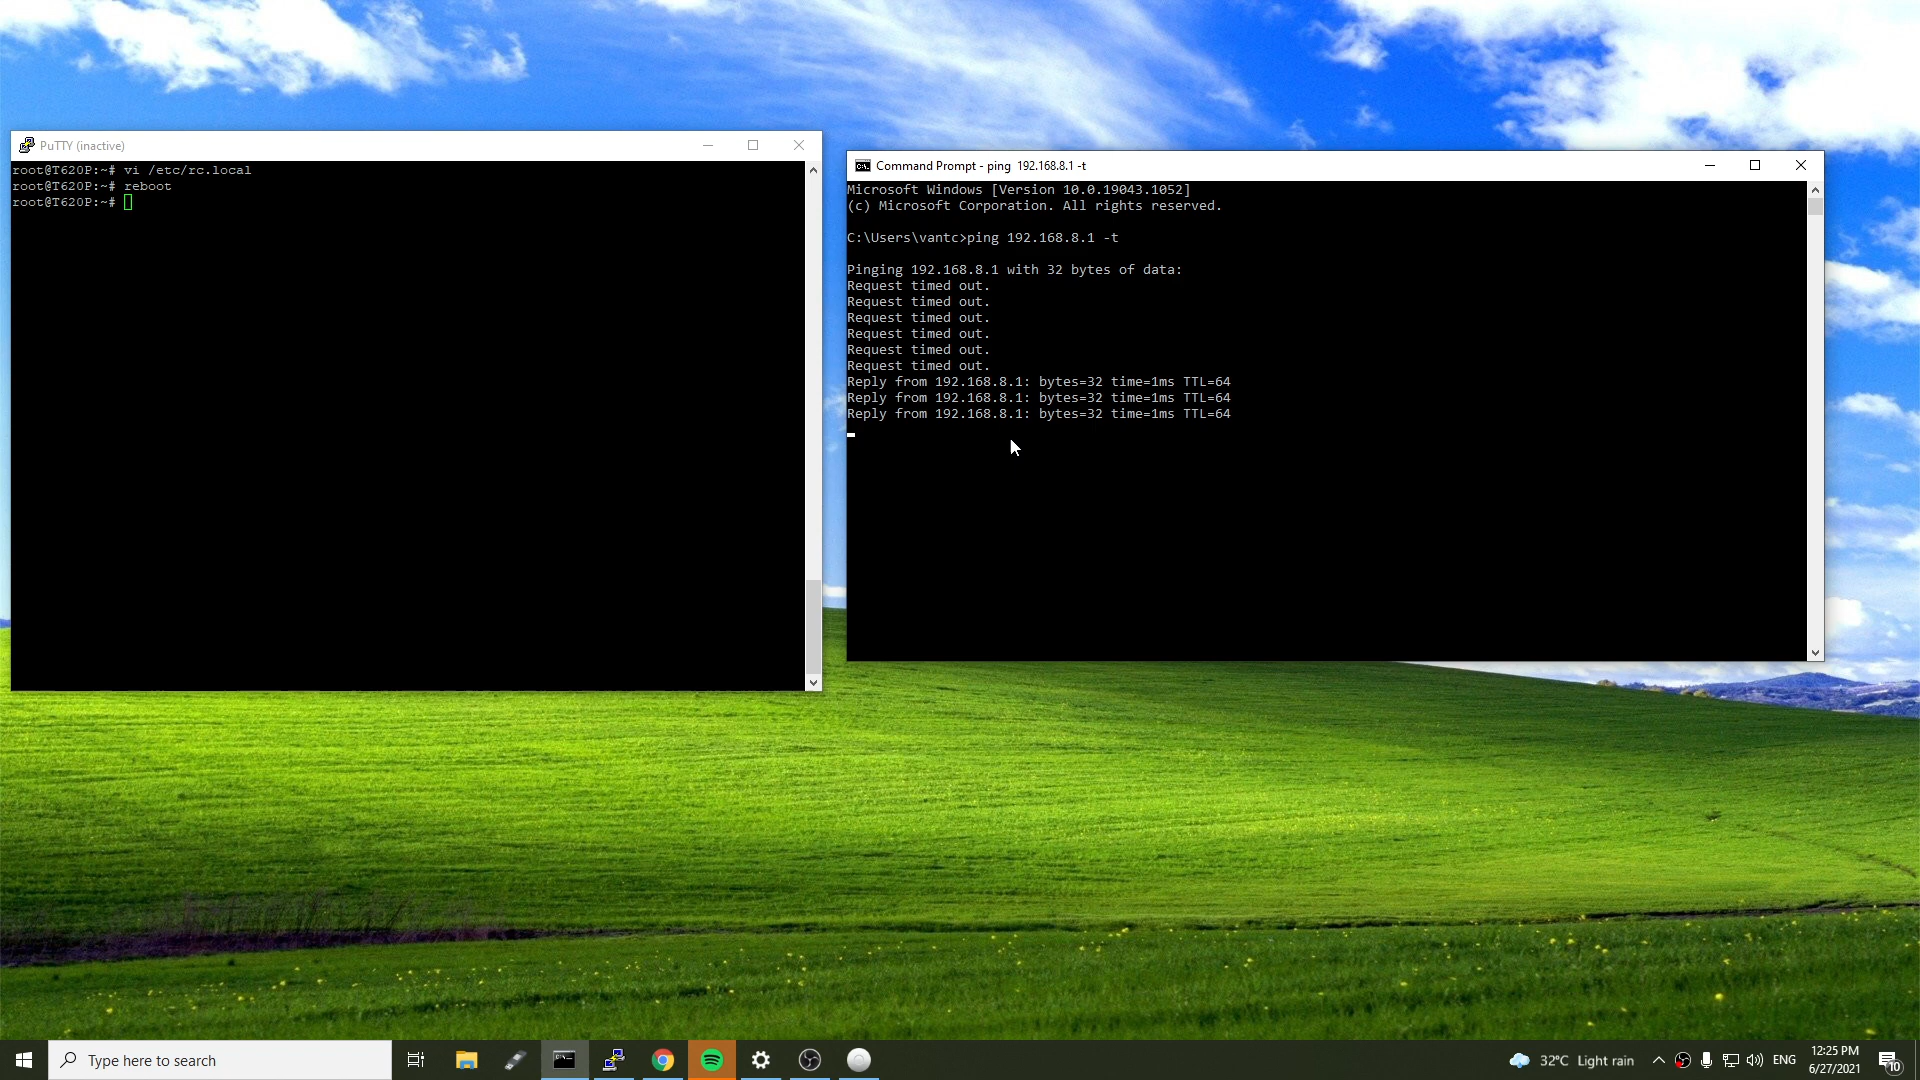 PuTTY (inactive)
root@T620P:~# vi /etc/rc.local
root@T620P:~# reboot
root@T620P:~#
Command Prompt - ping  192.168.8.1 -t
Microsoft Windows [Version 10.0.19043.1052]
(c) Microsoft Corporation. All rights reserved.
C:\Users\vantc>ping 192.168.8.1 -t
Pinging 192.168.8.1 with 32 bytes of data:
Request timed out.
Request timed out.
Request timed out.
Request timed out.
Request timed out.
Request timed out.
Reply from 192.168.8.1: bytes=32 time=1ms TTL=64
Reply from 192.168.8.1: bytes=32 time=1ms TTL=64
Reply from 192.168.8.1: bytes=32 time=1ms TTL=64
Type here to search
32°C Light rain
ENG
12:25 PM
6/27/2021
10